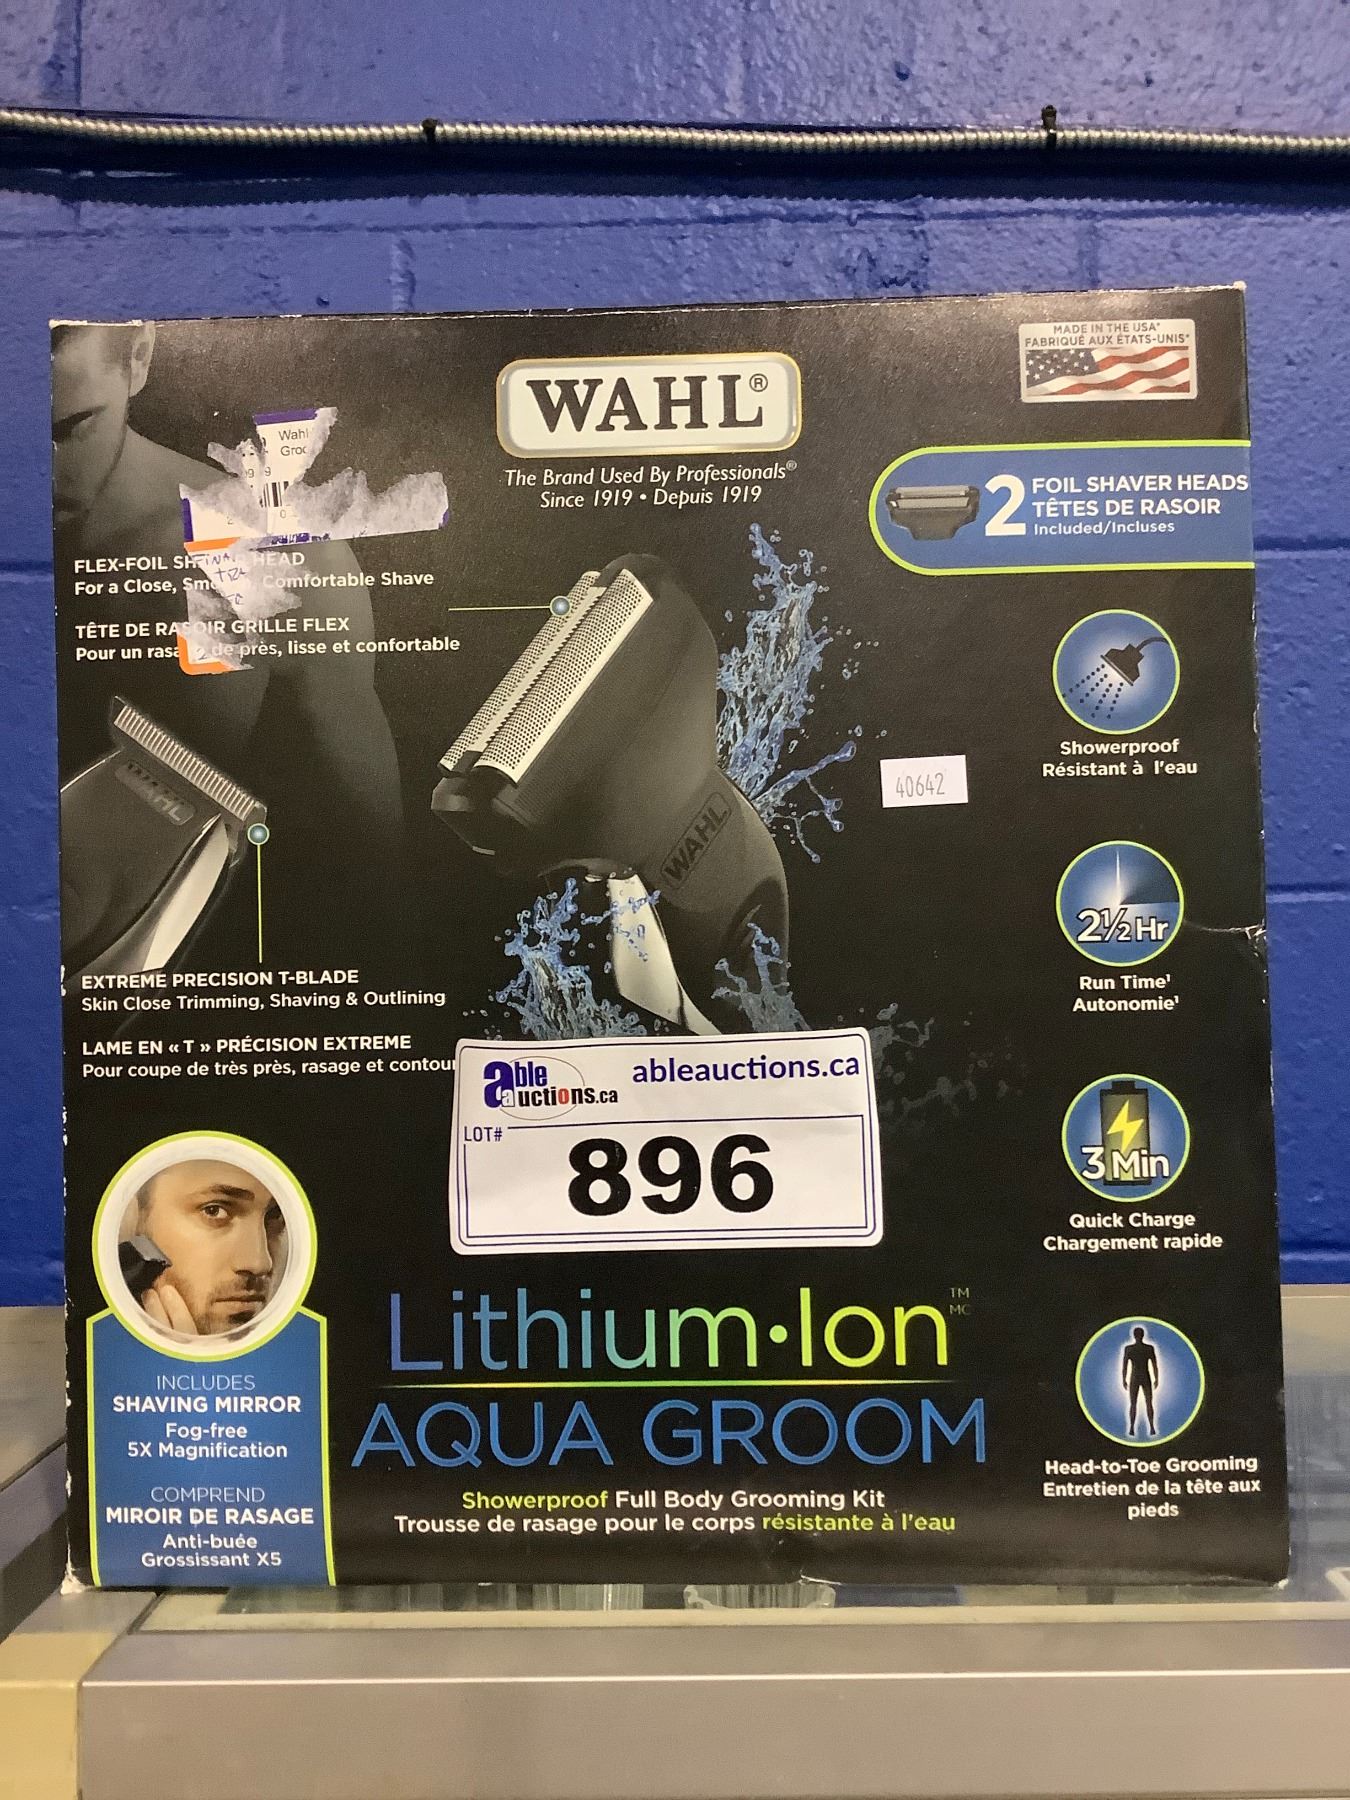 MADE IN THE USA*
FABRIQUÉ AUX ÉTATS-UNIS*
WAHL®
The Brand Used By Professionals®
Since 1919 • Depuis 1919
2
FOIL SHAVER HEADS
TÊTES DE RASOIR
Included/Incluses
Wahl
FLEX-FOIL HEAD
For a Close, Comfortable Shave
TÊTE DE RASOIR GRILLE FLEX
Pour un de près, lisse et confortable
WAHL
WAHL
40642
Showerproof
Résistant à l'eau
2½ Hr
Run Time¹
Autonomie¹
EXTREME PRECISION T-BLADE
Skin Close Trimming, Shaving & Outlining
LAME EN « T » PRÉCISION EXTREME
Pour coupe de très près, rasage et contour
able auctions.ca
ableauctions.ca
LOT#
896
3 Min
Quick Charge
Chargement rapide
Lithium•Ion™ MC
AQUA GROOM
Showerproof Full Body Grooming Kit
Trousse de rasage pour le corps résistante à l'eau
INCLUDES
SHAVING MIRROR
Fog-free
5X Magnification
COMPREND
MIROIR DE RASAGE
Anti-buée
Grossissant X5
Head-to-Toe Grooming
Entretien de la tête aux
pieds